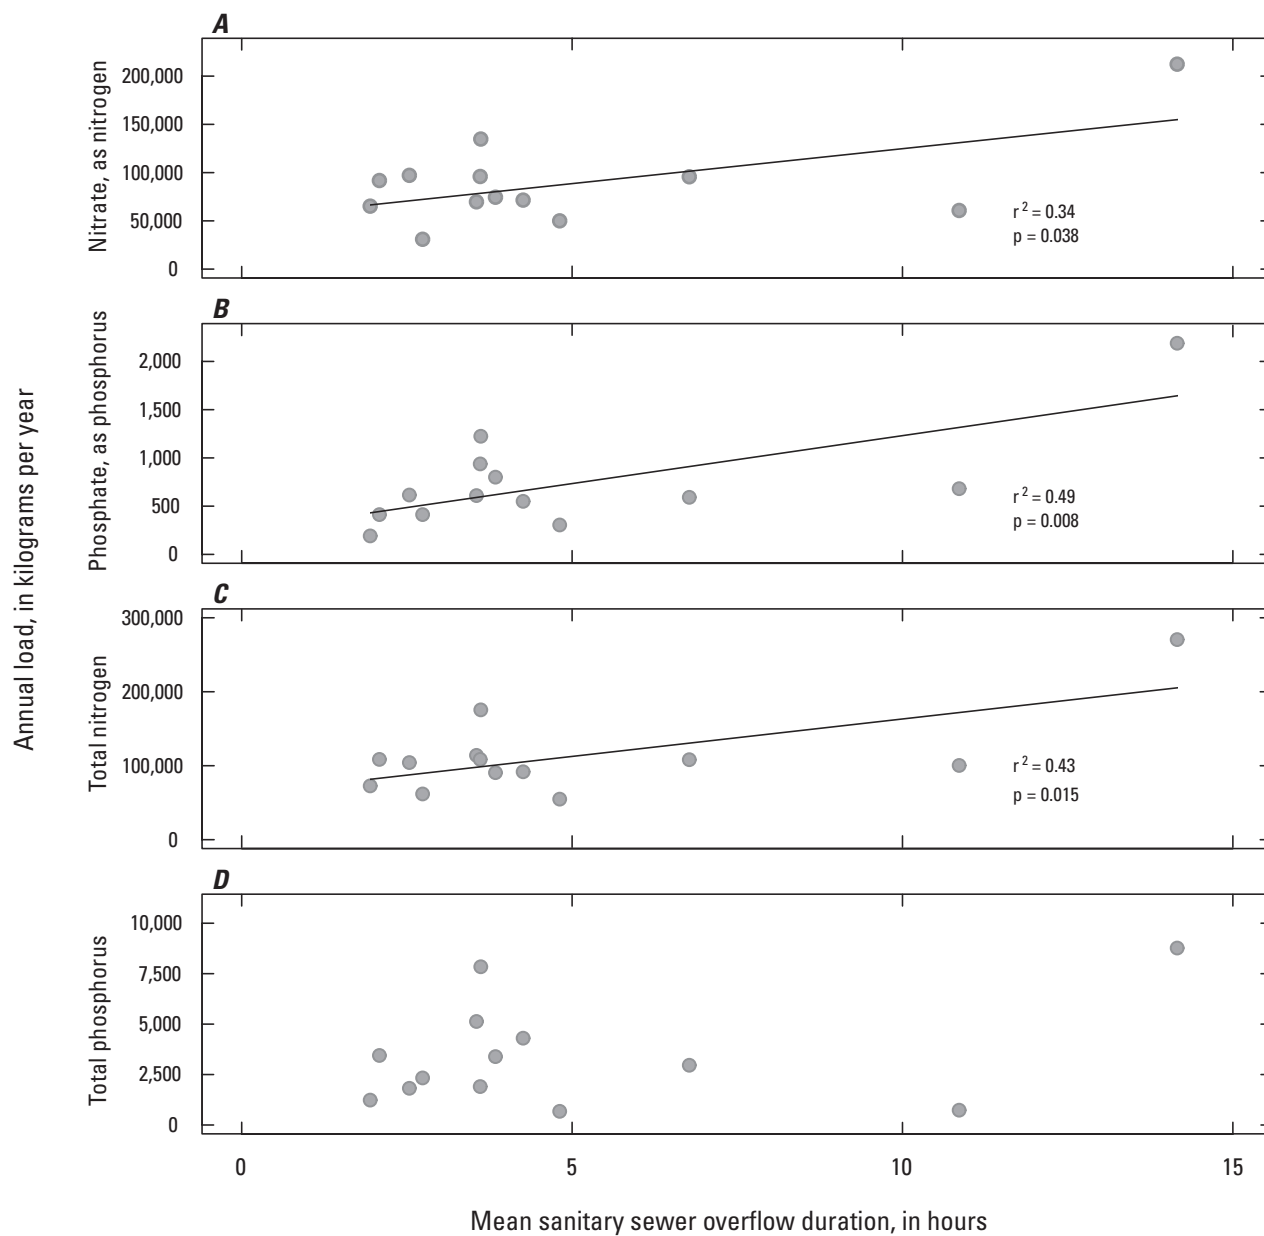 A
Nitrate, as nitrogen
200,000
150,000
100,000
50,000
0
r² = 0.34
p = 0.038
B
Phosphate, as phosphorus
2,000
1,500
1,000
500
0
r² = 0.49
p = 0.008
Annual load, in kilograms per year
C
Total nitrogen
300,000
200,000
100,000
0
r² = 0.43
p = 0.015
D
Total phosphorus
10,000
7,500
5,000
2,500
0
0 5 10 15
Mean sanitary sewer overflow duration, in hours